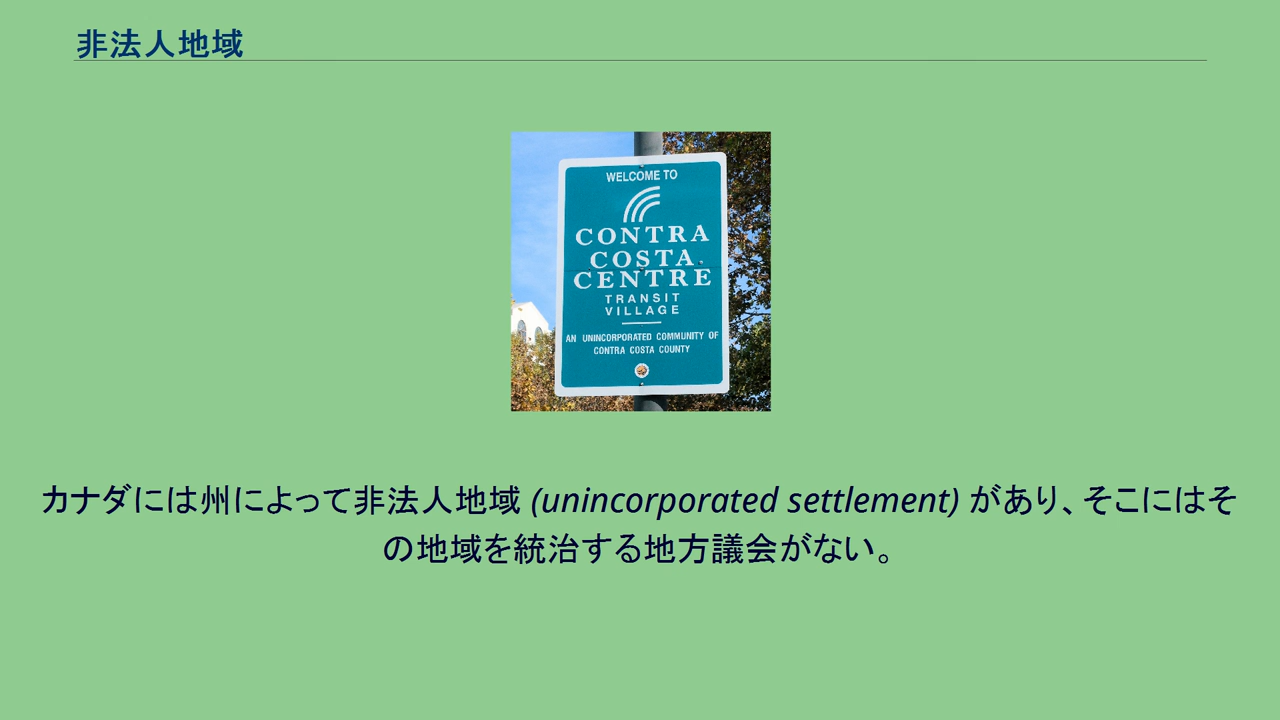 非法人地域
WELCOME TO
CONTRA
COSTA
CENTRE
TRANSIT
VILLAGE
AN UNINCORPORATED COMMUNITY OF
CONTRA COSTA COUNTY
カナダには州によって非法人地域 (unincorporated settlement) があり、そこにはそ
の地域を統治する地方議会がない。